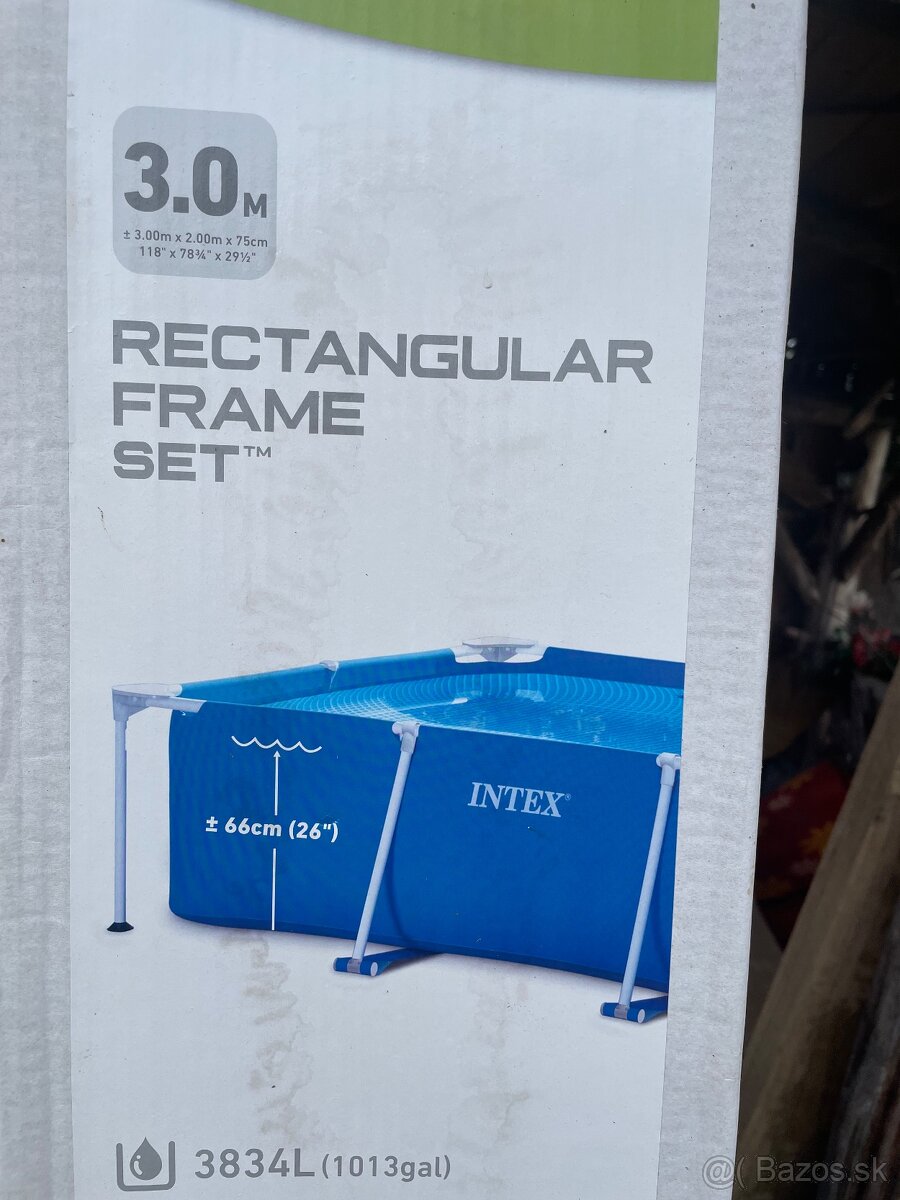 3.0M
± 3.00m x 2.00m x 75cm
118" x 78¾" x 29½"
RECTANGULAR
FRAME
SET™
INTEX®
± 66cm (26")
3834L (1013gal)
@( Bazos.sk